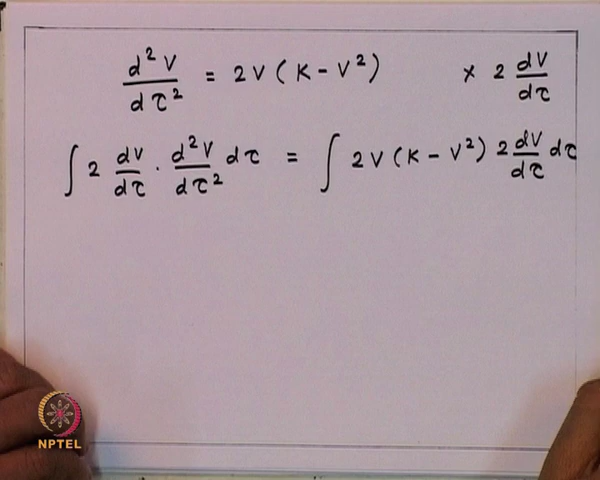 d²V/dτ² = 2V(K - V²) × 2 dV/dτ
∫ 2 dV/dτ · d²V/dτ² dτ = ∫ 2V(K - V²) 2 dV/dτ dτ
NPTEL